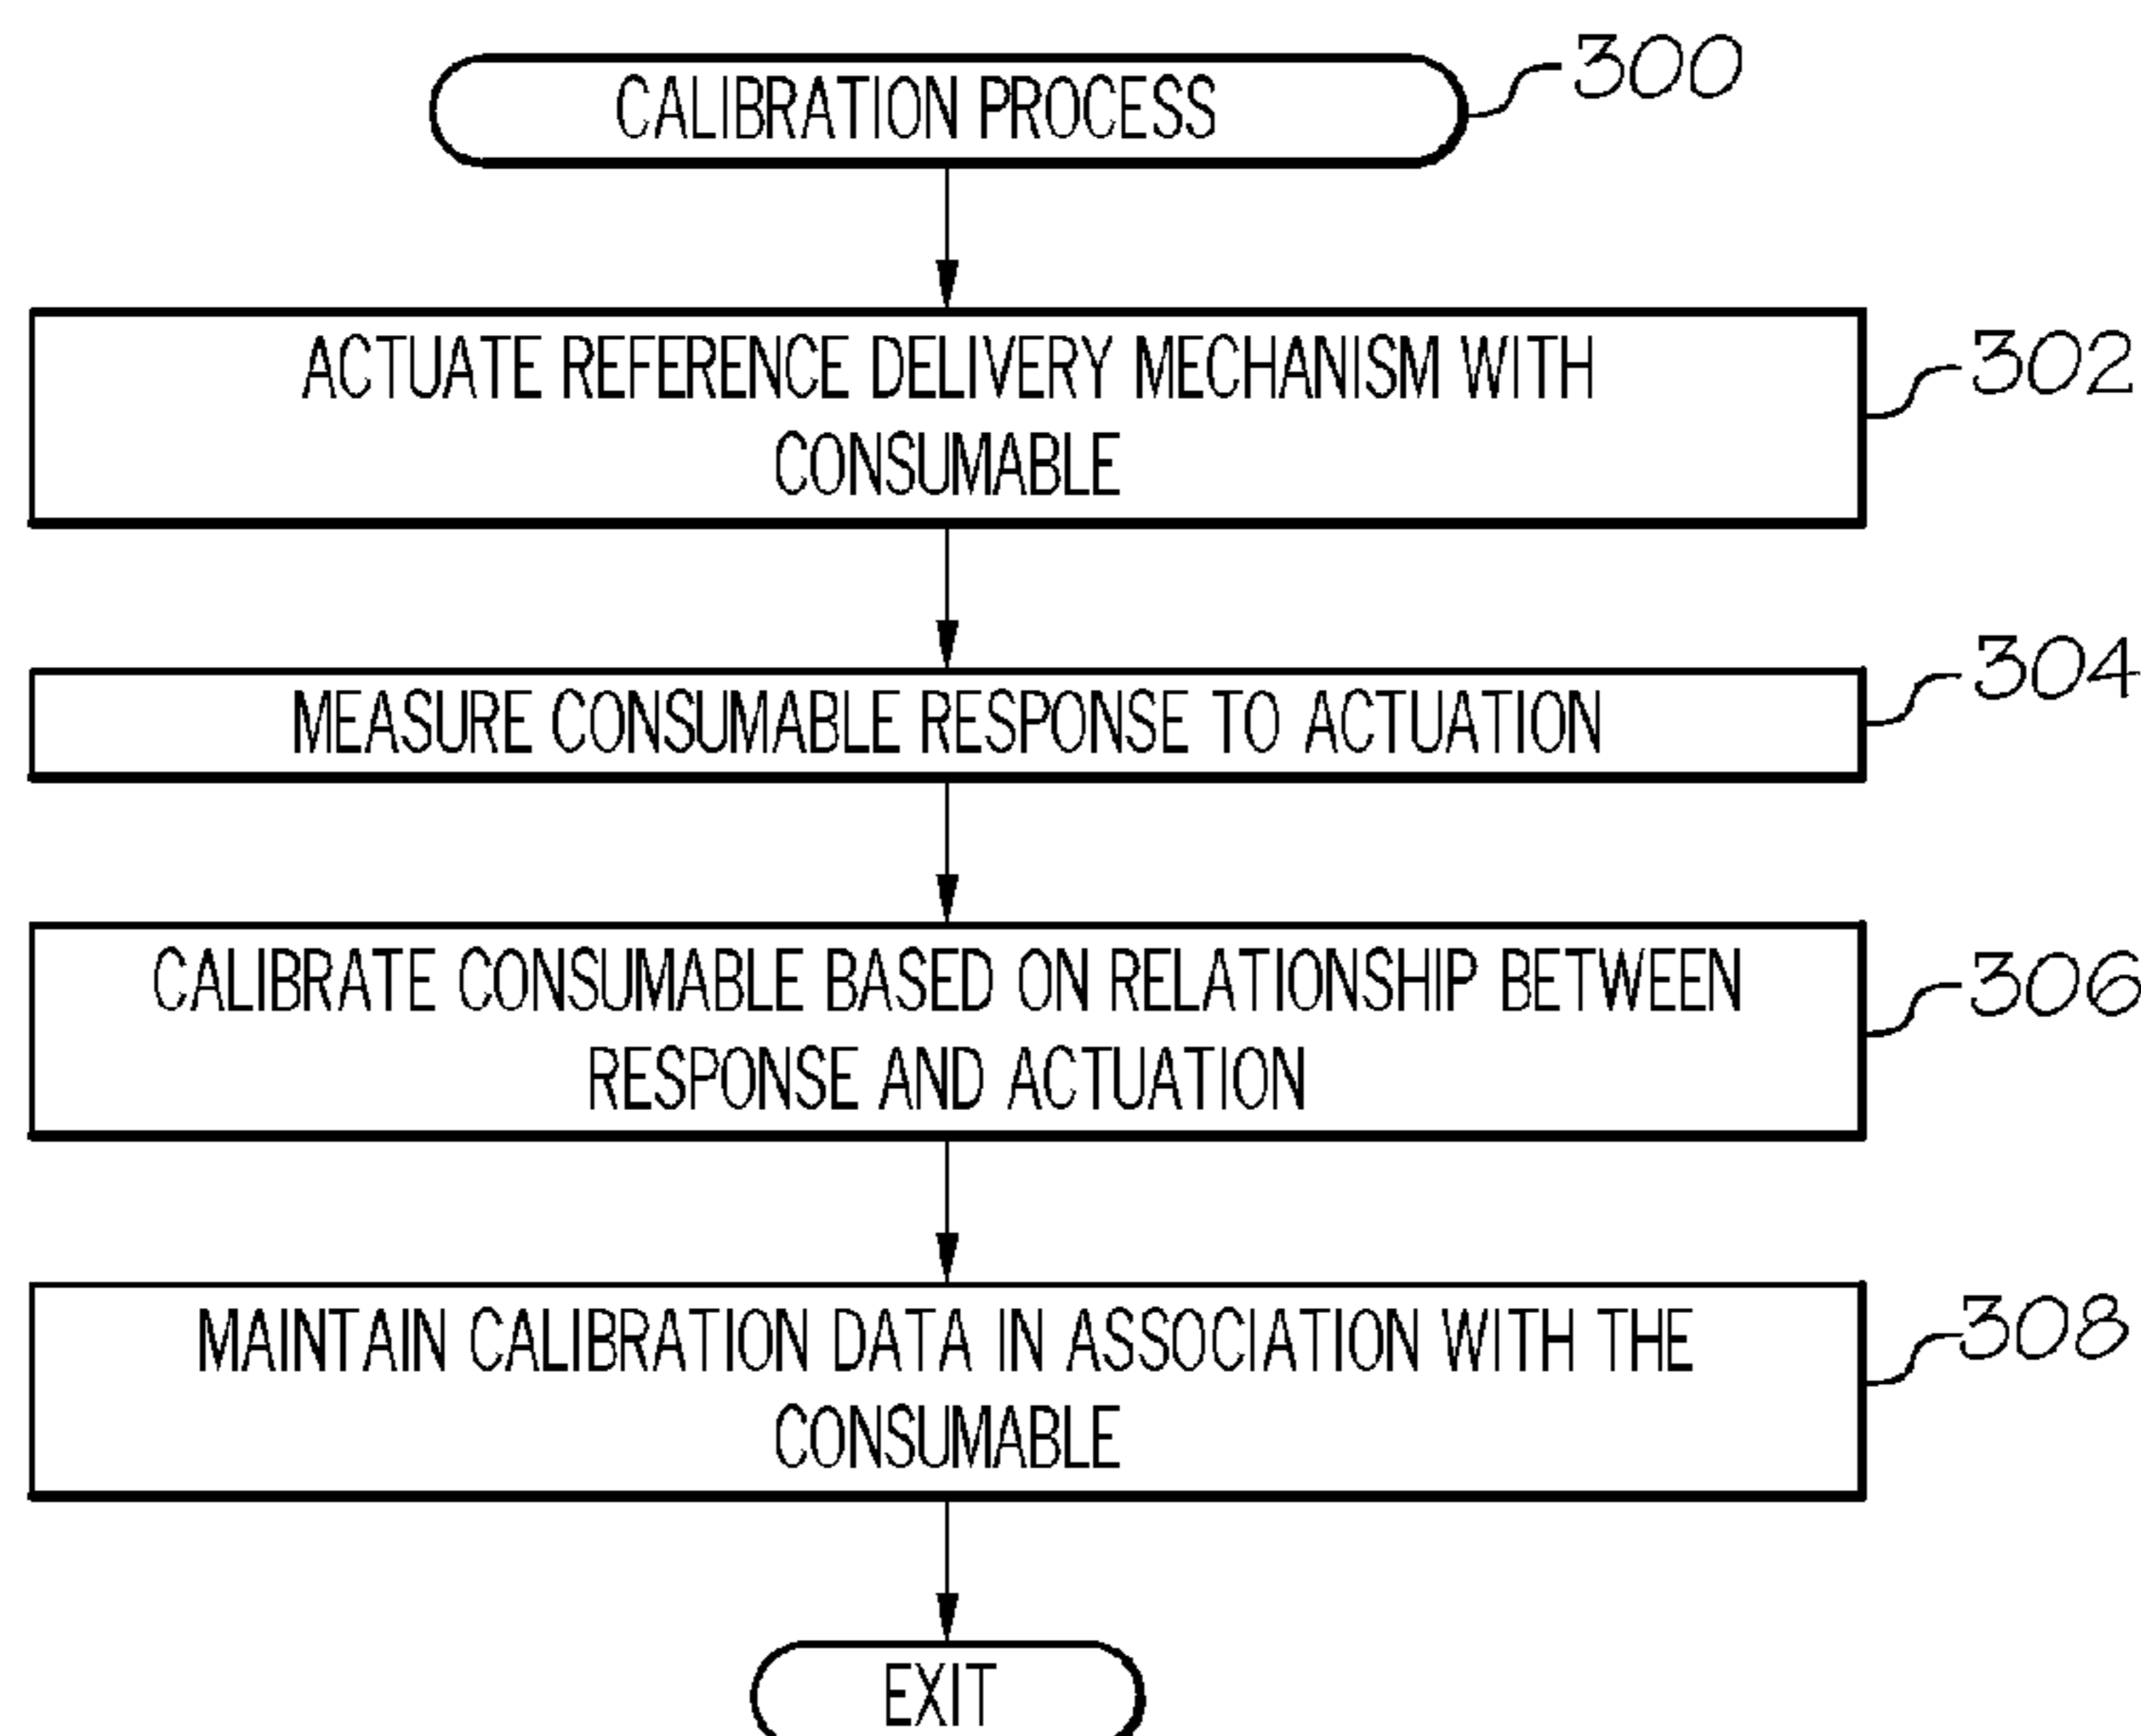 CALIBRATION PROCESS
300
ACTUATE REFERENCE DELIVERY MECHANISM WITH
CONSUMABLE
302
MEASURE CONSUMABLE RESPONSE TO ACTUATION
304
CALIBRATE CONSUMABLE BASED ON RELATIONSHIP BETWEEN
RESPONSE AND ACTUATION
306
MAINTAIN CALIBRATION DATA IN ASSOCIATION WITH THE
CONSUMABLE
308
EXIT